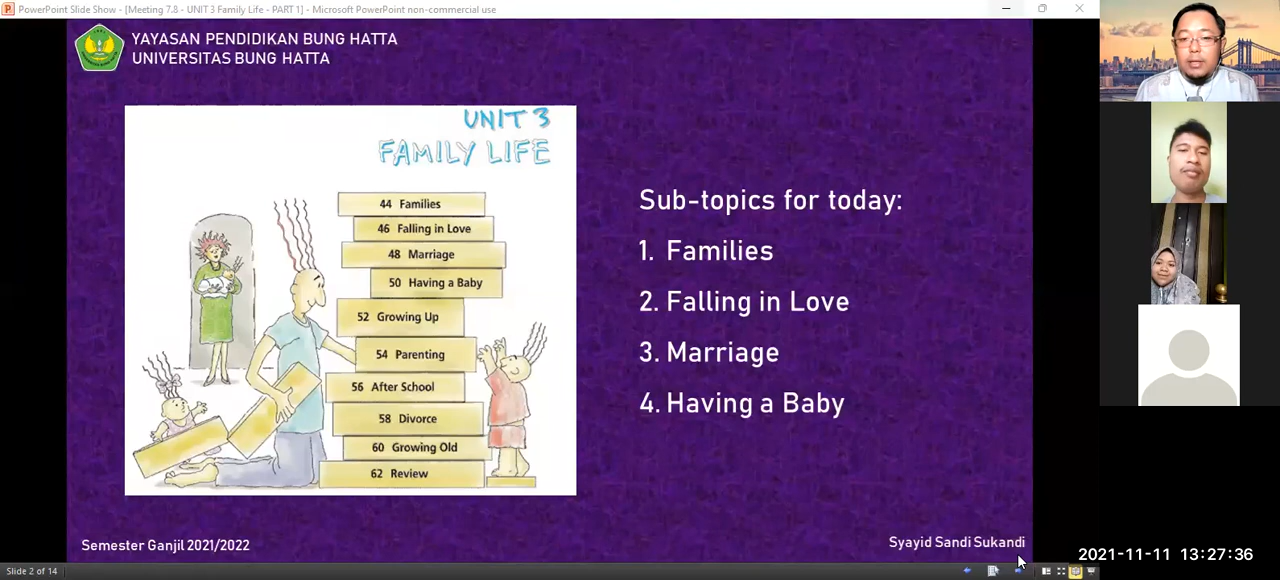 PowerPoint Slide Show - [Meeting 7.8 - UNIT 3 Family Life - PART 1] - Microsoft PowerPoint non-commercial use
YAYASAN PENDIDIKAN BUNG HATTA
UNIVERSITAS BUNG HATTA
UNIT 3
FAMILY LIFE
44 Families
46 Falling in Love
48 Marriage
50 Having a Baby
52 Growing Up
54 Parenting
56 After School
58 Divorce
60 Growing Old
62 Review
Sub-topics for today:
1. Families
2. Falling in Love
3. Marriage
4. Having a Baby
Semester Ganjil 2021/2022
Syayid Sandi Sukandi
2021-11-11 13:27:36
Slide 2 of 14